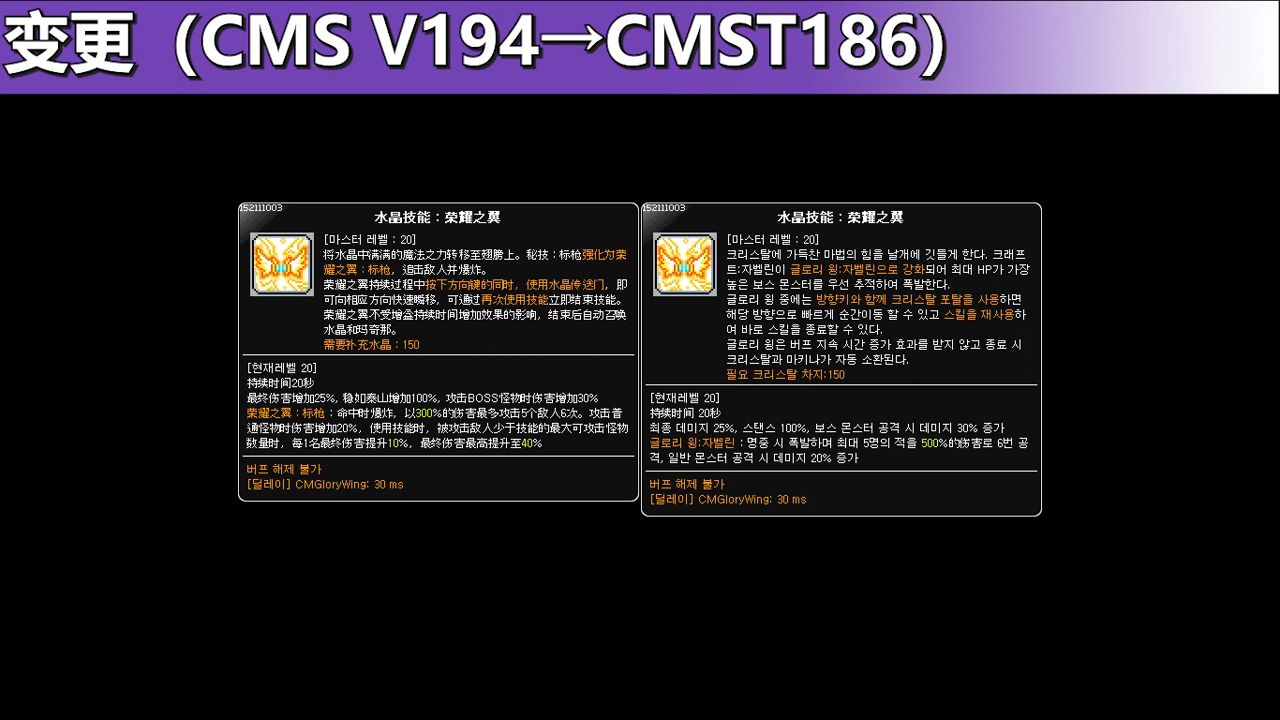 变更（CMS V194→CMST186）
152111003
水晶技能：荣耀之翼
[마스터 레벨 : 20]
将水晶中满满的魔法之力转移至翅膀上。秘技：标枪强化为荣
耀之翼：标枪，追击敌人并爆炸。
荣耀之翼持续过程中按下方向键的同时，使用水晶传送门，即
可向相应方向快速瞬移，可通过再次使用技能立即结束技能。
荣耀之翼不受增益持续时间增加效果的影响，结束后自动召唤
水晶和玛奇那。
需要补充水晶：150
[현재레벨 20]
持续时间20秒
最终伤害增加25%, 稳如泰山增加100%, 攻击BOSS怪物时伤害增加30%
荣耀之翼：标枪：命中时爆炸，以300%的伤害最多攻击5个敌人6次。攻击普
通怪物时伤害增加20%，使用技能时，被攻击敌人少于技能的最大可攻击怪物
数量时，每1名最终伤害提升10%，最终伤害最高提升至40%
버프 해제 불가
[딜레이] CMGloryWing: 30 ms
152111003
水晶技能：荣耀之翼
[마스터 레벨 : 20]
크리스탈에 가득찬 마법의 힘을 날개에 깃들게 한다. 크래프
트:자벨린이 글로리 윙:자벨린으로 강화되어 최대 HP가 가장
높은 보스 몬스터를 우선 추적하여 폭발한다.
글로리 윙 중에는 방향키와 함께 크리스탈 포탈을 사용하면
해당 방향으로 빠르게 순간이동 할 수 있고 스킬을 재사용하
여 바로 스킬을 종료할 수 있다.
글로리 윙은 버프 지속 시간 증가 효과를 받지 않고 종료 시
크리스탈과 마키나가 자동 소환된다.
필요 크리스탈 차지:150
[현재레벨 20]
持续时间 20秒
최종 데미지 25%, 스탠스 100%, 보스 몬스터 공격 시 데미지 30% 증가
글로리 윙:자벨린 : 명중 시 폭발하며 최대 5명의 적을 500%的伤害로 6번 공
격, 일반 몬스터 공격 시 데미지 20% 증가
버프 해제 불가
[딜레이] CMGloryWing: 30 ms